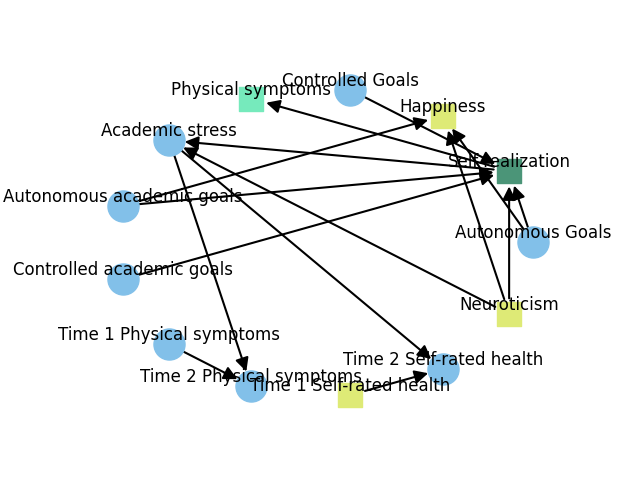 Controlled Goals
Physical symptoms
Happiness
Academic stress
Self-realization
Autonomous academic goals
Autonomous Goals
Controlled academic goals
Neuroticism
Time 1 Physical symptoms
Time 2 Self-rated health
Time 2 Physical symptoms
Time 1 Self-rated health